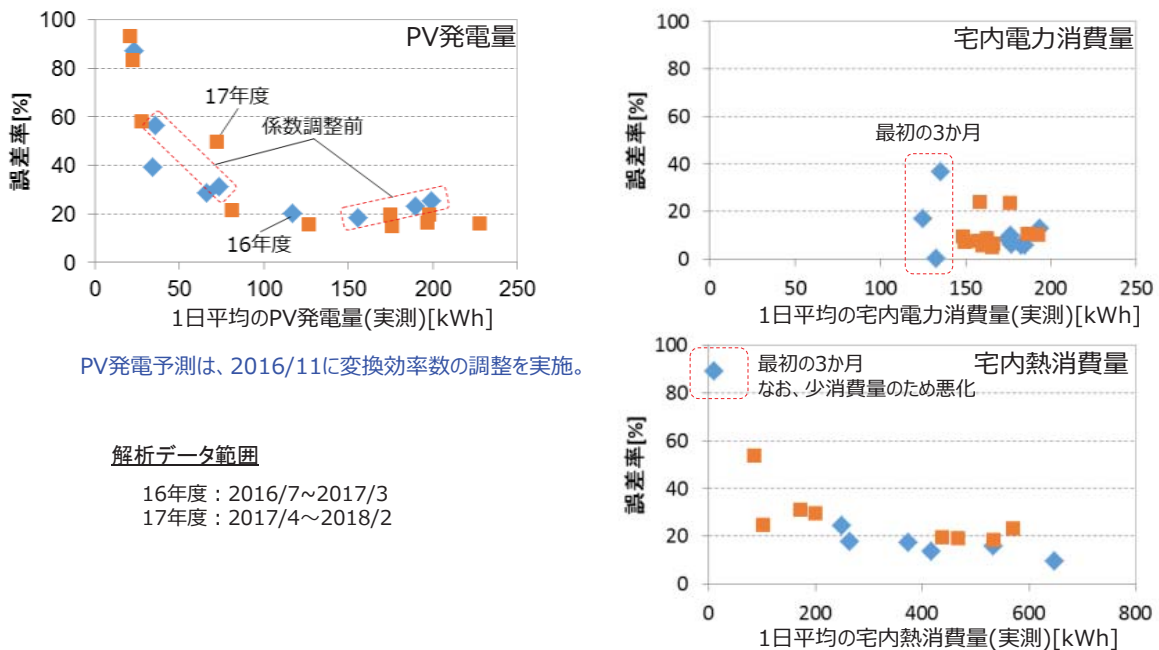 PV発電量
誤差率[%]
100
80
60
40
20
0
17年度
係数調整前
16年度
0 50 100 150 200 250
1日平均のPV発電量(実測)[kWh]
PV発電予測は、2016/11に変換効率数の調整を実施。
解析データ範囲
16年度：2016/7~2017/3
17年度：2017/4～2018/2
宅内電力消費量
誤差率[%]
100
80
60
40
20
0
最初の3か月
0 50 100 150 200 250
1日平均の宅内電力消費量(実測)[kWh]
宅内熱消費量
誤差率[%]
100
80
60
40
20
0
最初の3か月
なお、少消費量のため悪化
0 200 400 600 800
1日平均の宅内熱消費量(実測)[kWh]